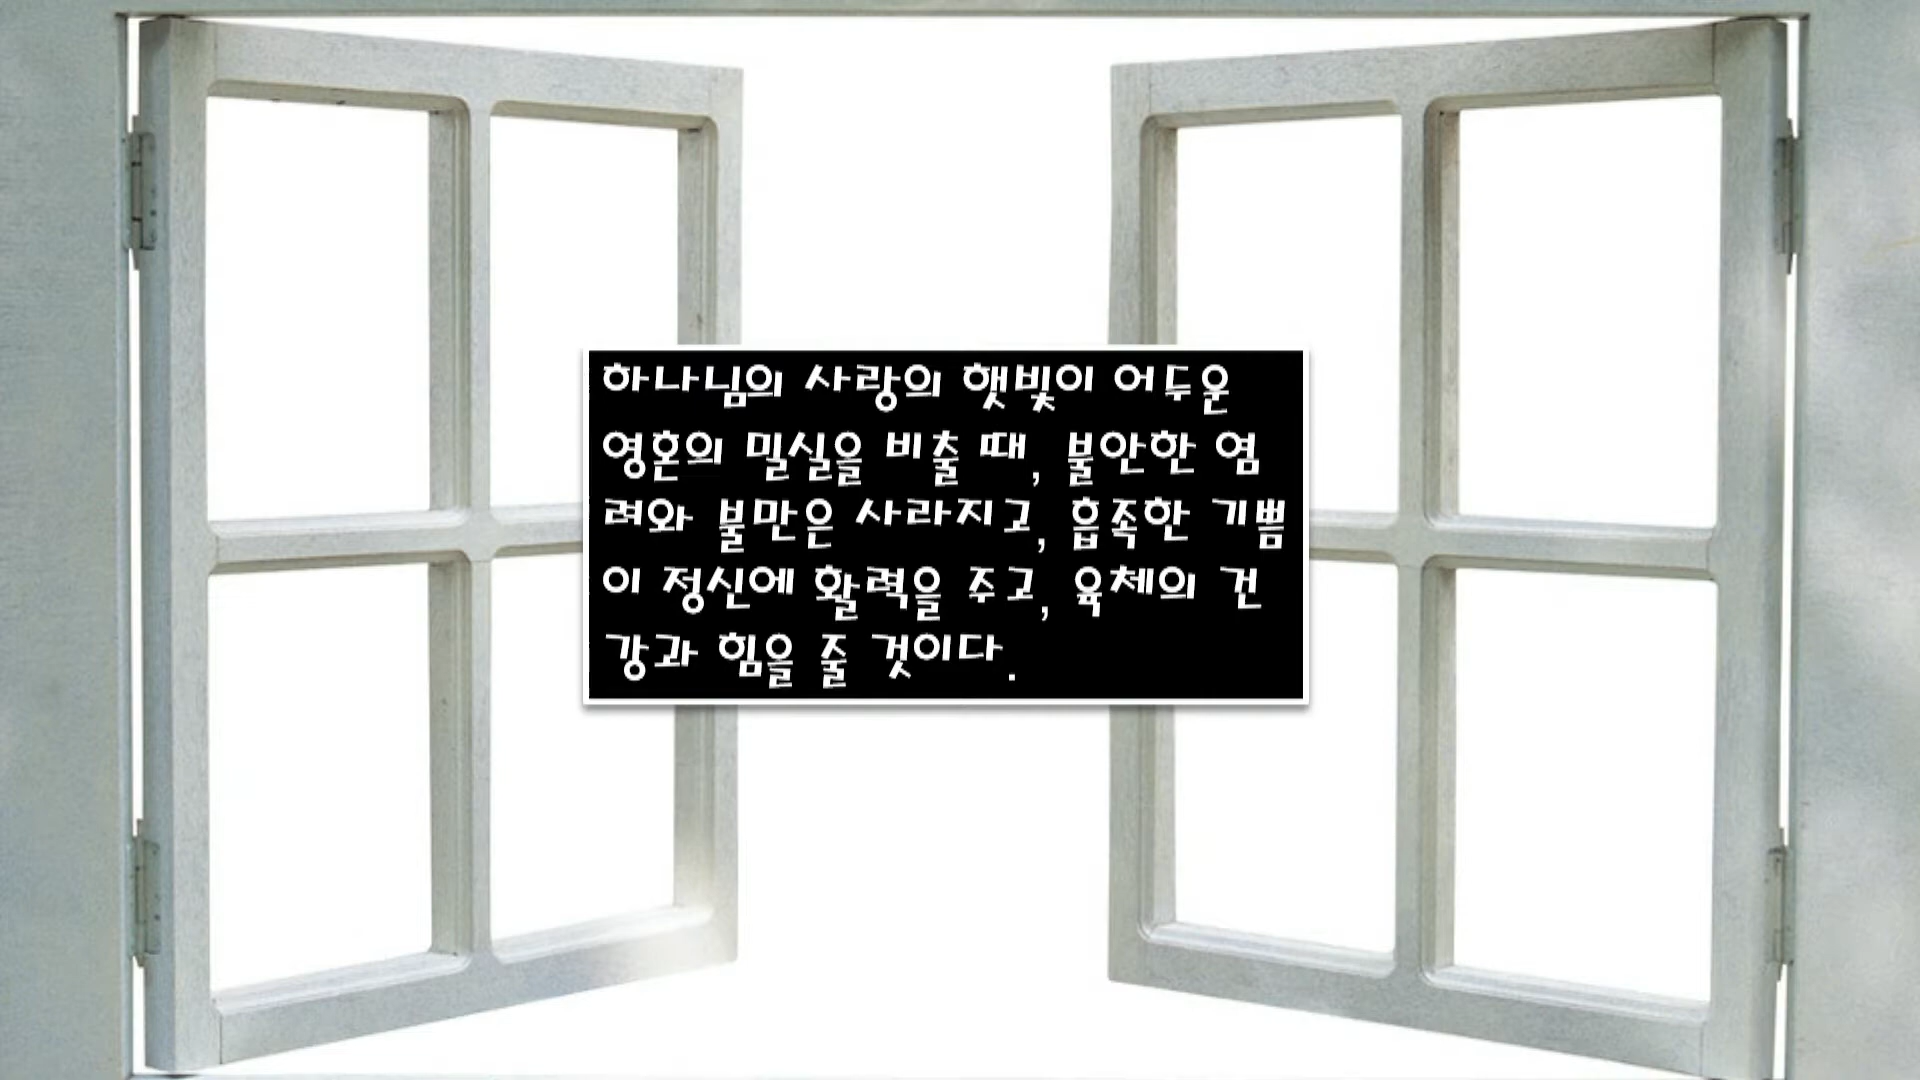 하나님의 사랑의 햇빛이 어두운
영혼의 밀실을 비출 때, 불안한 염
려와 불만은 사라지고, 흡족한 기쁨
이 정신에 활력을 주고, 육체의 건
강과 힘을 줄 것이다.